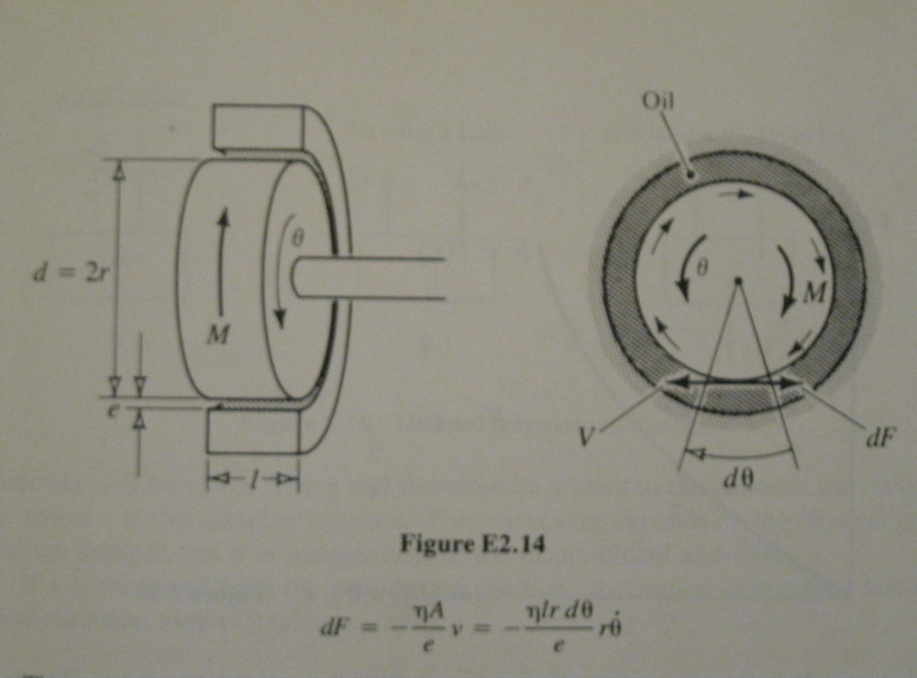 Oil
θ
d = 2r
M
θ
M
e
V
dF
l
dθ
Figure E2.14
dF = - ηA/e v = - ηlr dθ/e rθ̇